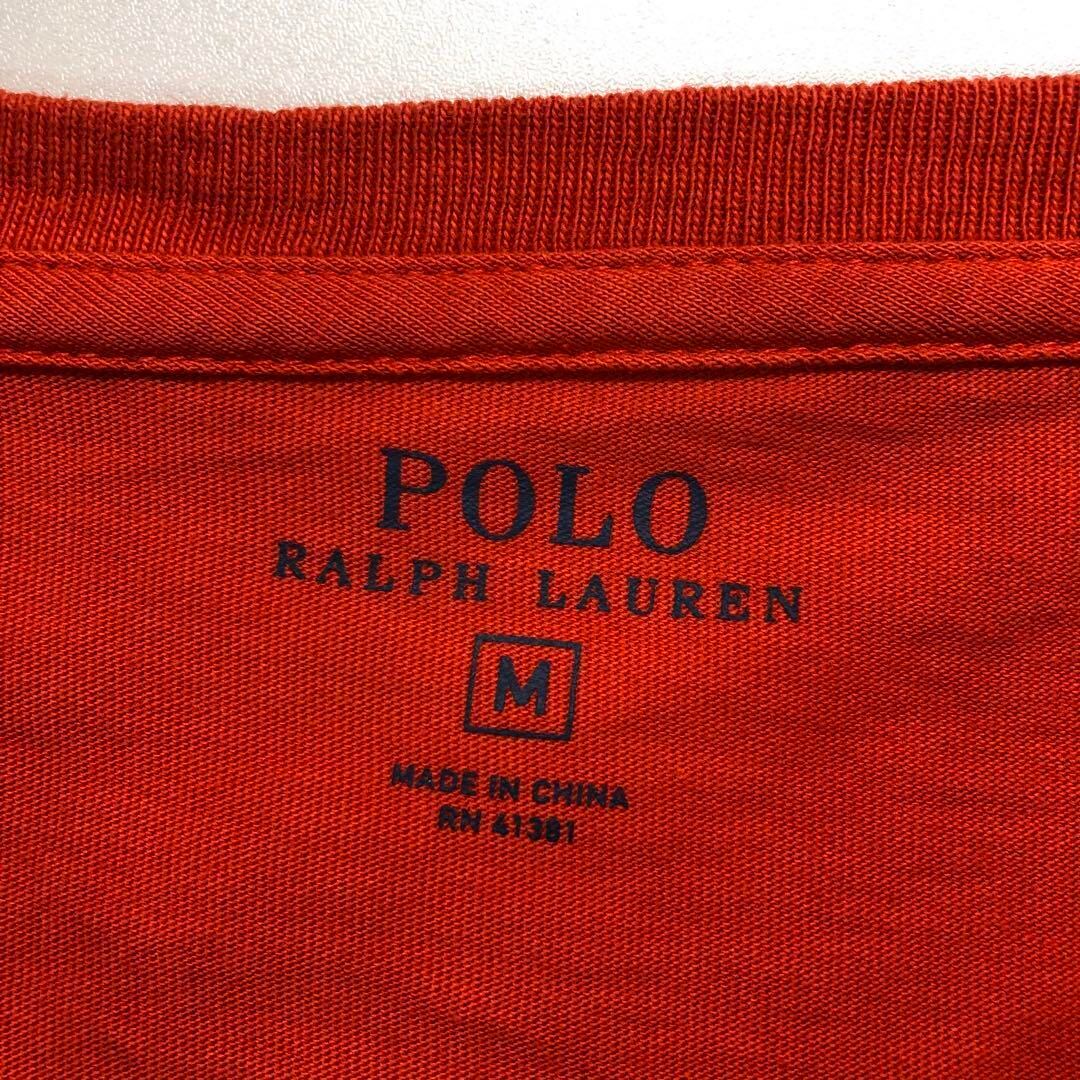 POLO
RALPH LAUREN
M
MADE IN CHINA
RN 41381